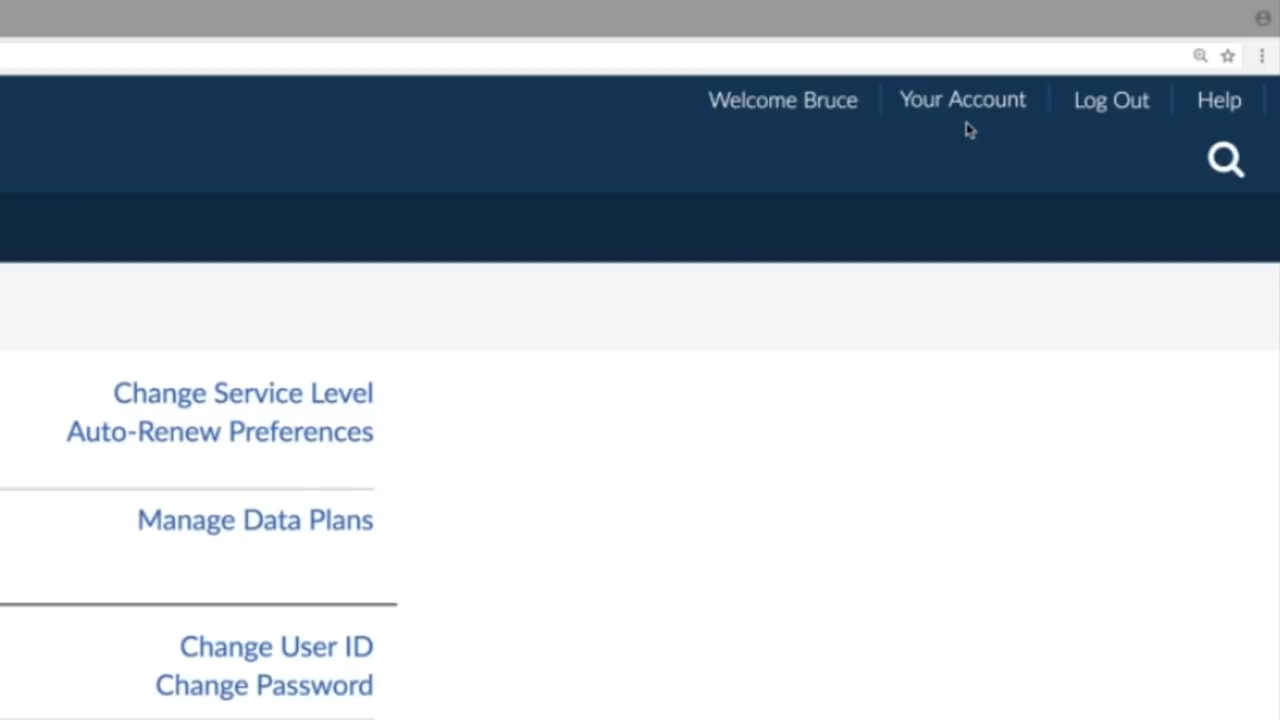 Welcome Bruce Your Account Log Out Help
Change Service Level
Auto-Renew Preferences
Manage Data Plans
Change User ID
Change Password